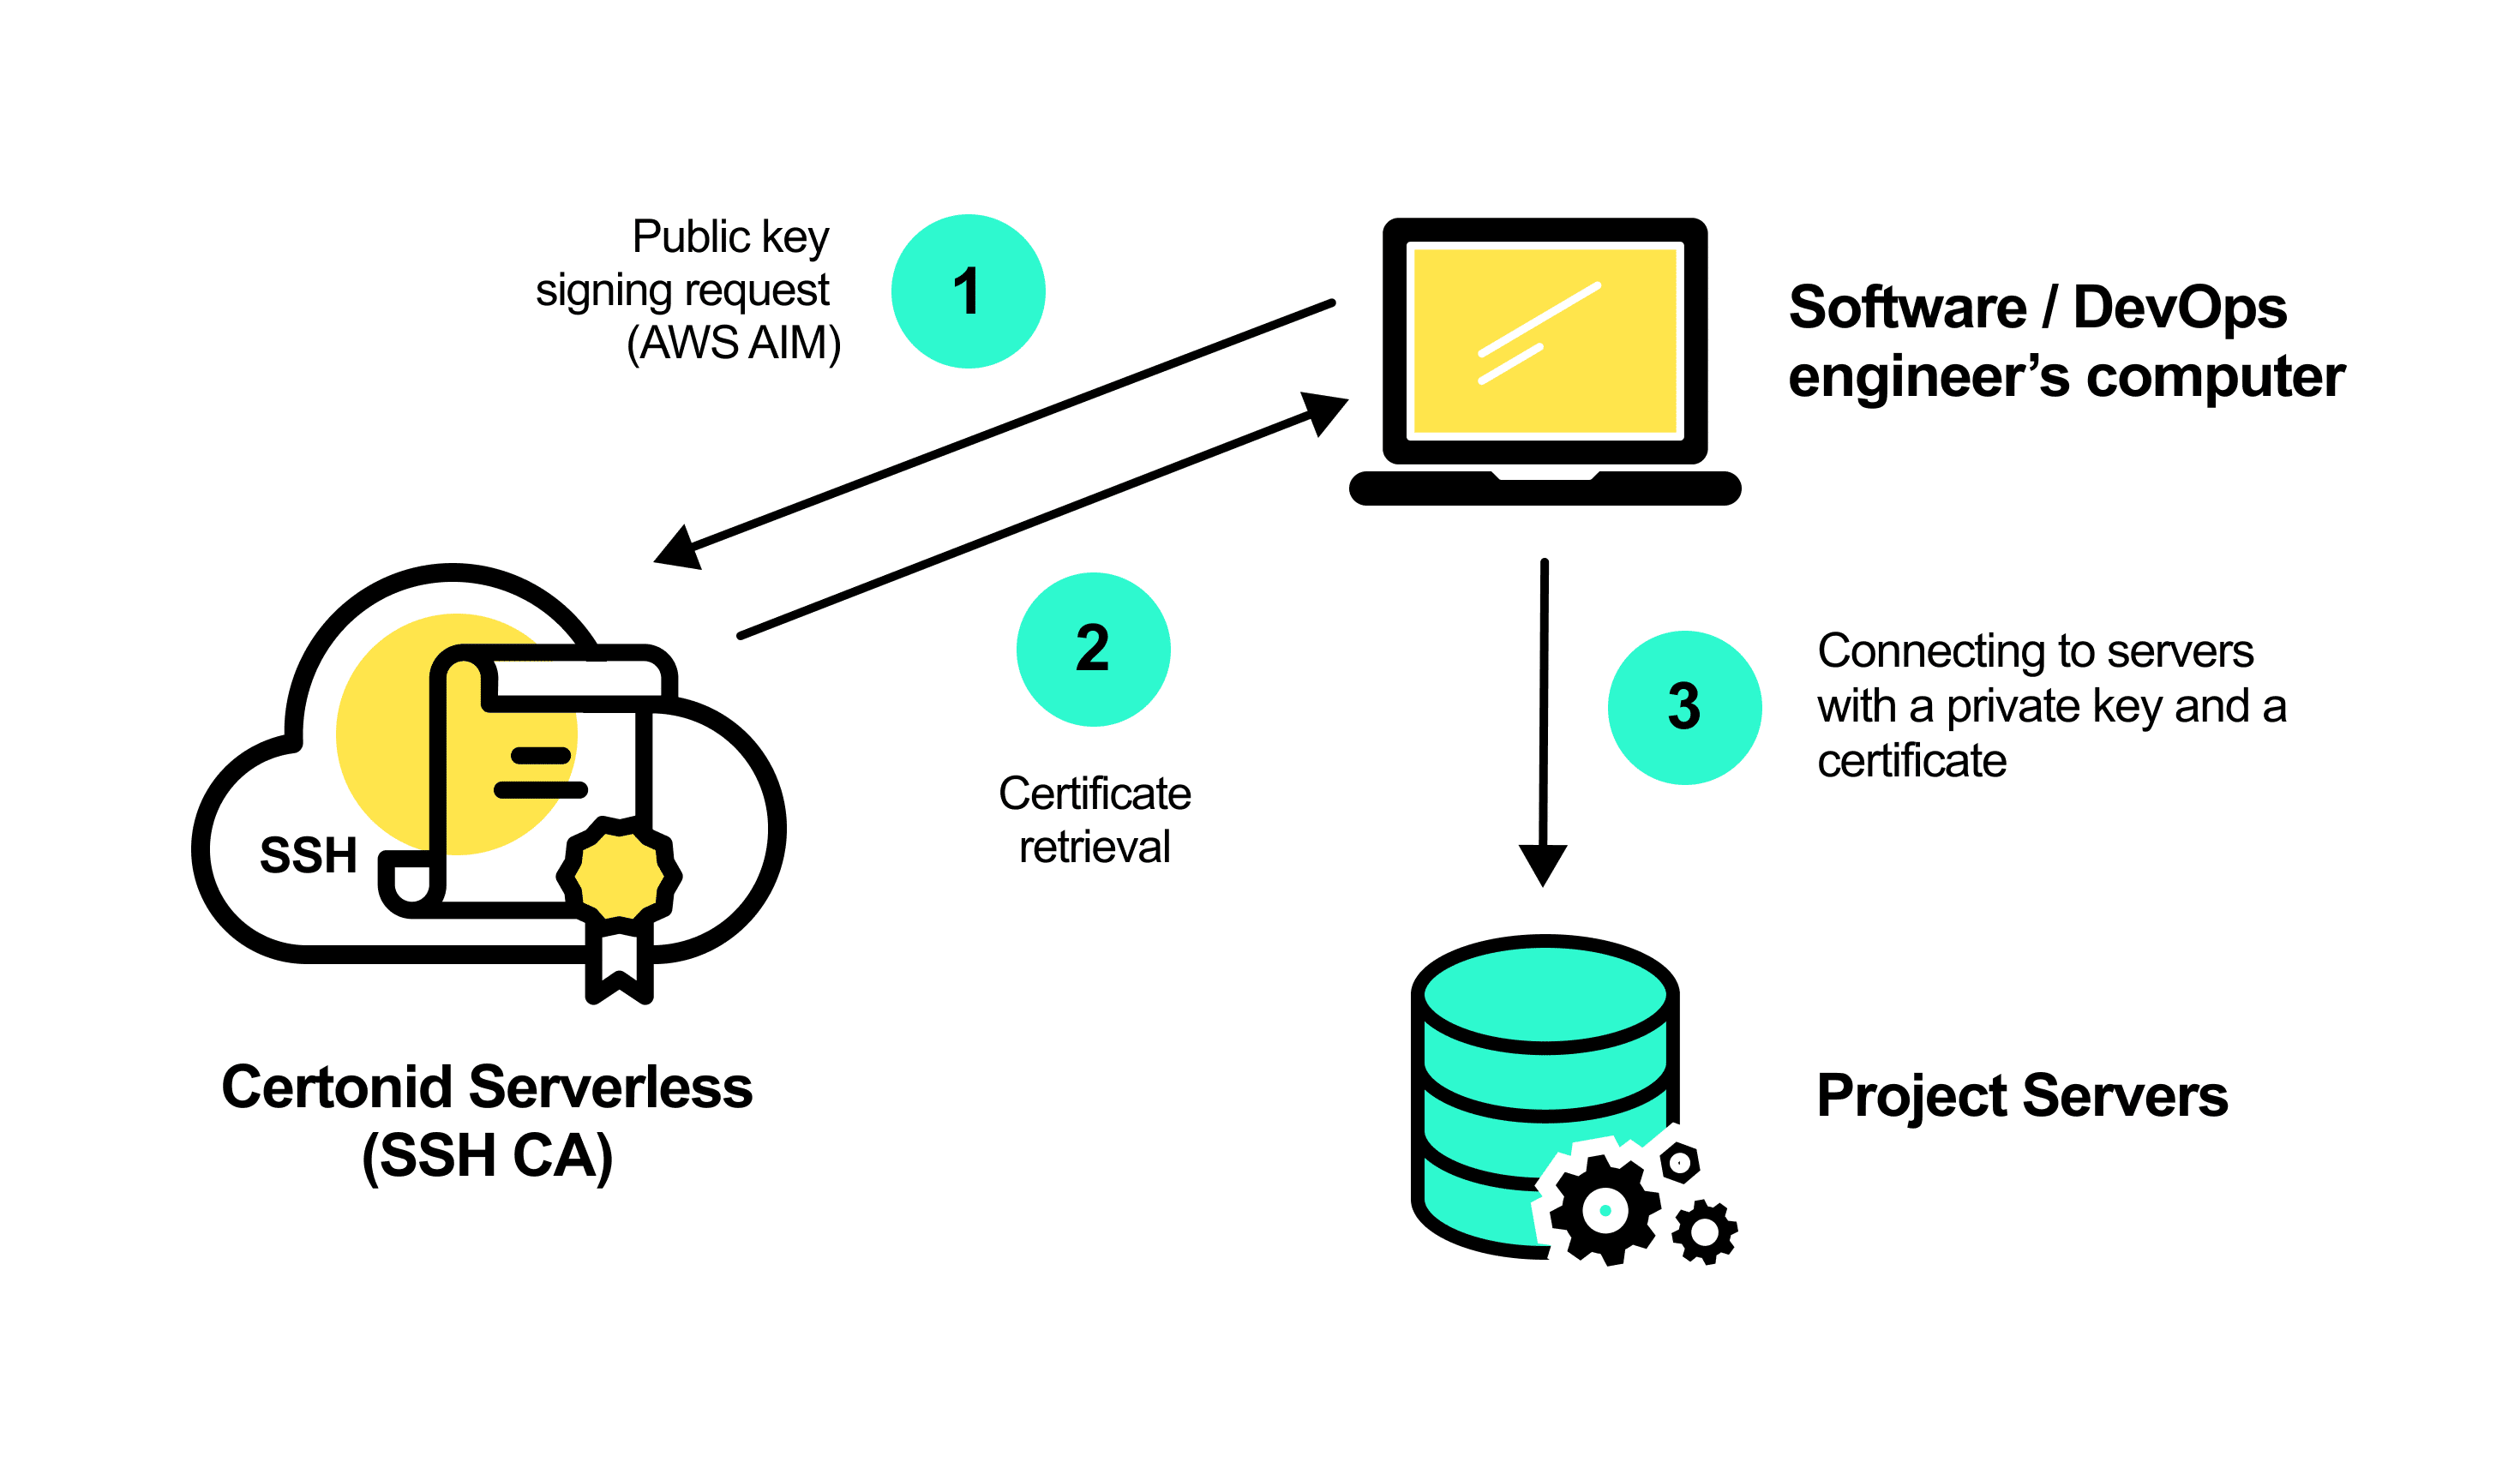 Public key
signing request
(AWS AIM)
1
Software / DevOps
engineer’s computer
2
Certificate
retrieval
3
Connecting to servers
with a private key and a
certificate
SSH
Certonid Serverless
(SSH CA)
Project Servers